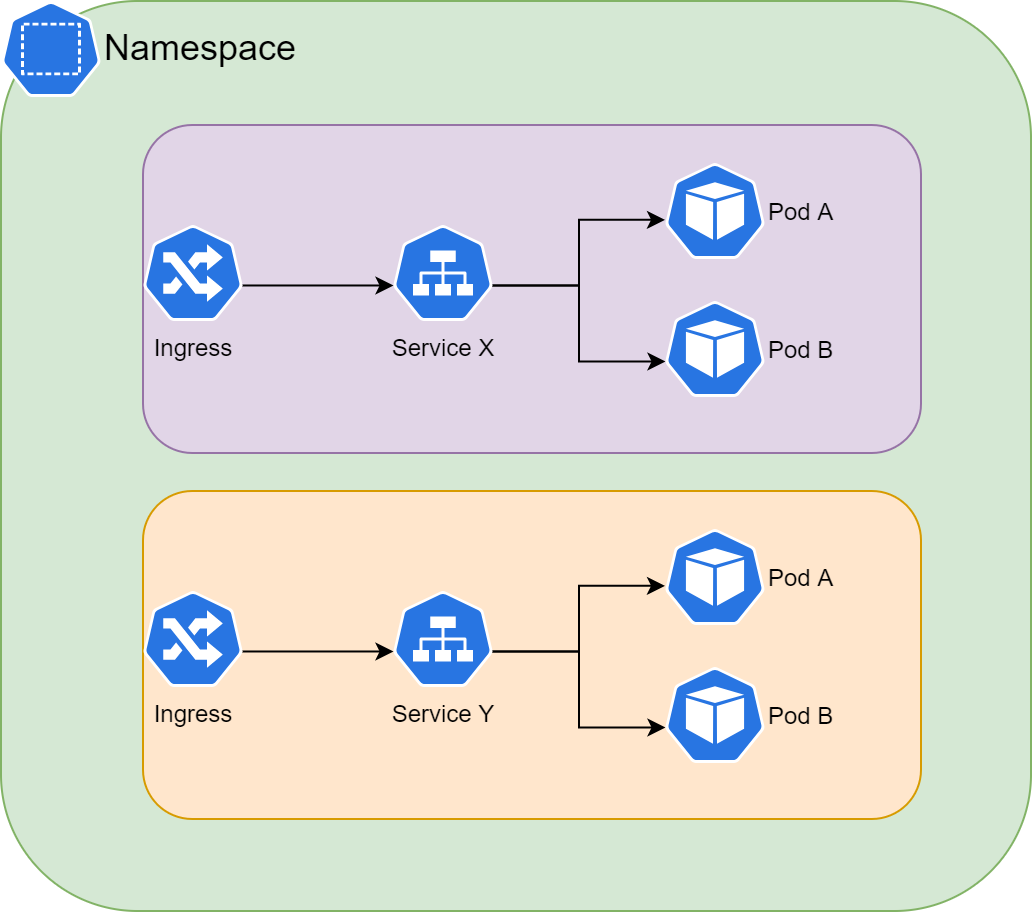 Namespace
Pod A
Ingress
Service X
Pod B
Pod A
Ingress
Service Y
Pod B